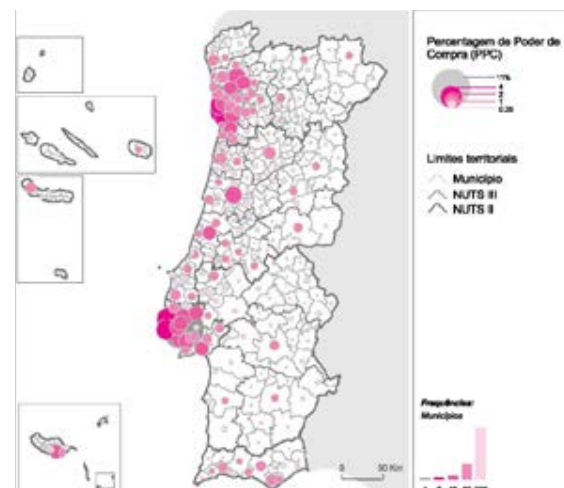 Percentagem de Poder de
Compra (PPC)
11%
4
2
1
0.25
Limites territoriais
Município
NUTS III
NUTS II
Frequências:
Municípios
0 50 Km